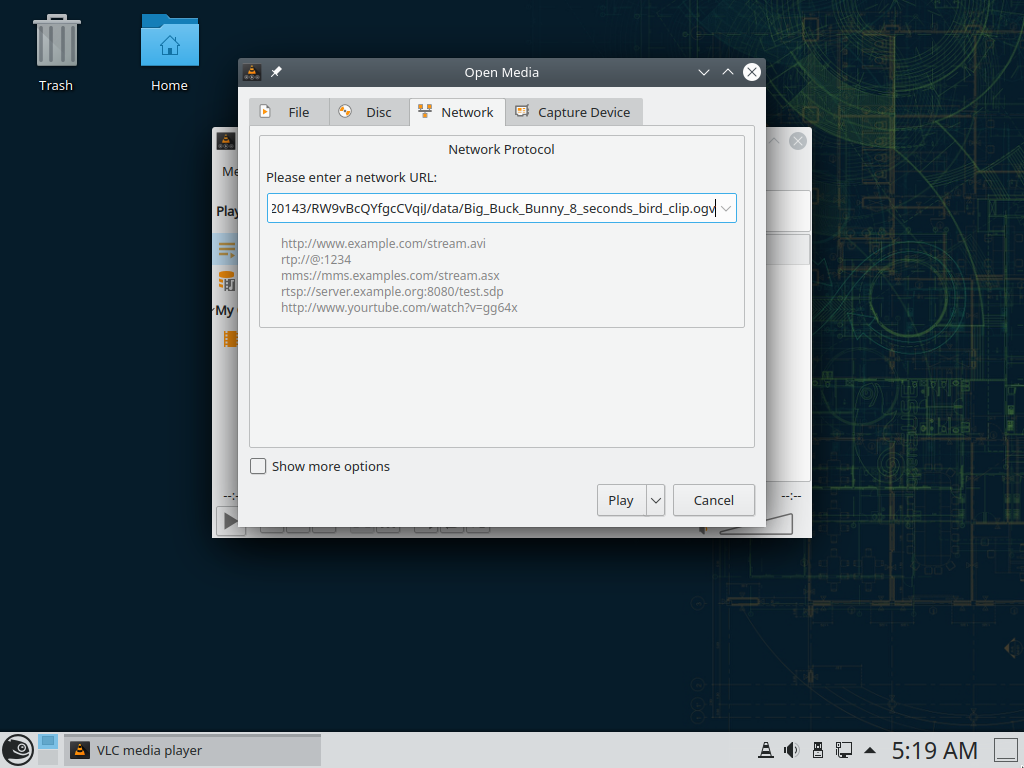 Trash
Home
Open Media
File
Disc
Network
Capture Device
Network Protocol
Please enter a network URL:
20143/RW9vBcQYfgcCVqiJ/data/Big_Buck_Bunny_8_seconds_bird_clip.ogv
http://www.example.com/stream.avi
rtp://@:1234
mms://mms.examples.com/stream.asx
rtsp://server.example.org:8080/test.sdp
http://www.yourtube.com/watch?v=gg64x
Me
Play
My
Show more options
Play
Cancel
--:-
--:--
VLC media player
5:19 AM